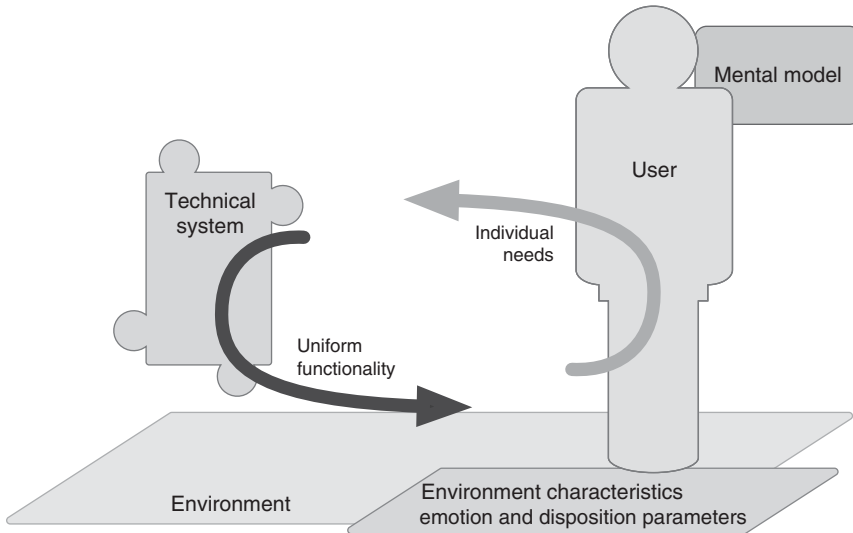 Mental model
User
Technical
system
Individual
needs
Uniform
functionality
Environment
Environment characteristics
emotion and disposition parameters